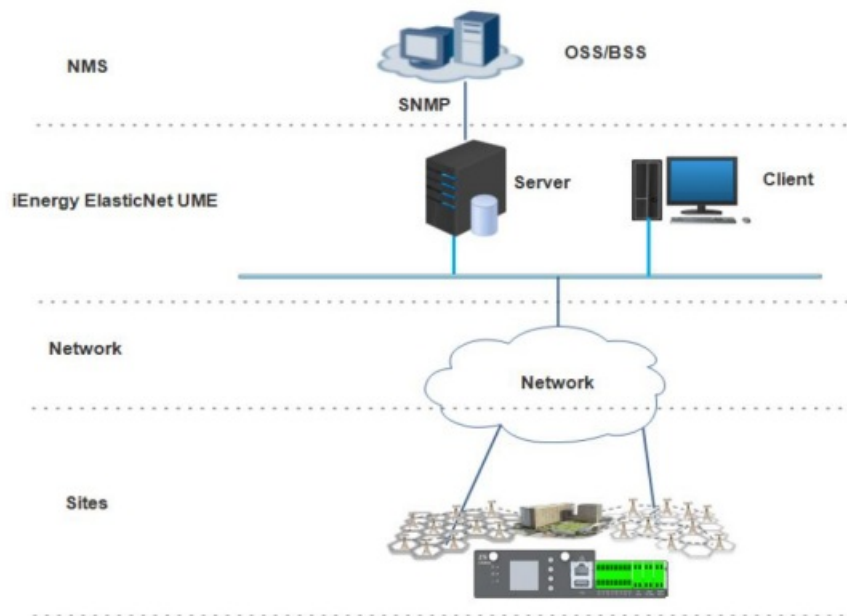 NMS
OSS/BSS
SNMP
iEnergy ElasticNet UME
Server
Client
Network
Network
Sites